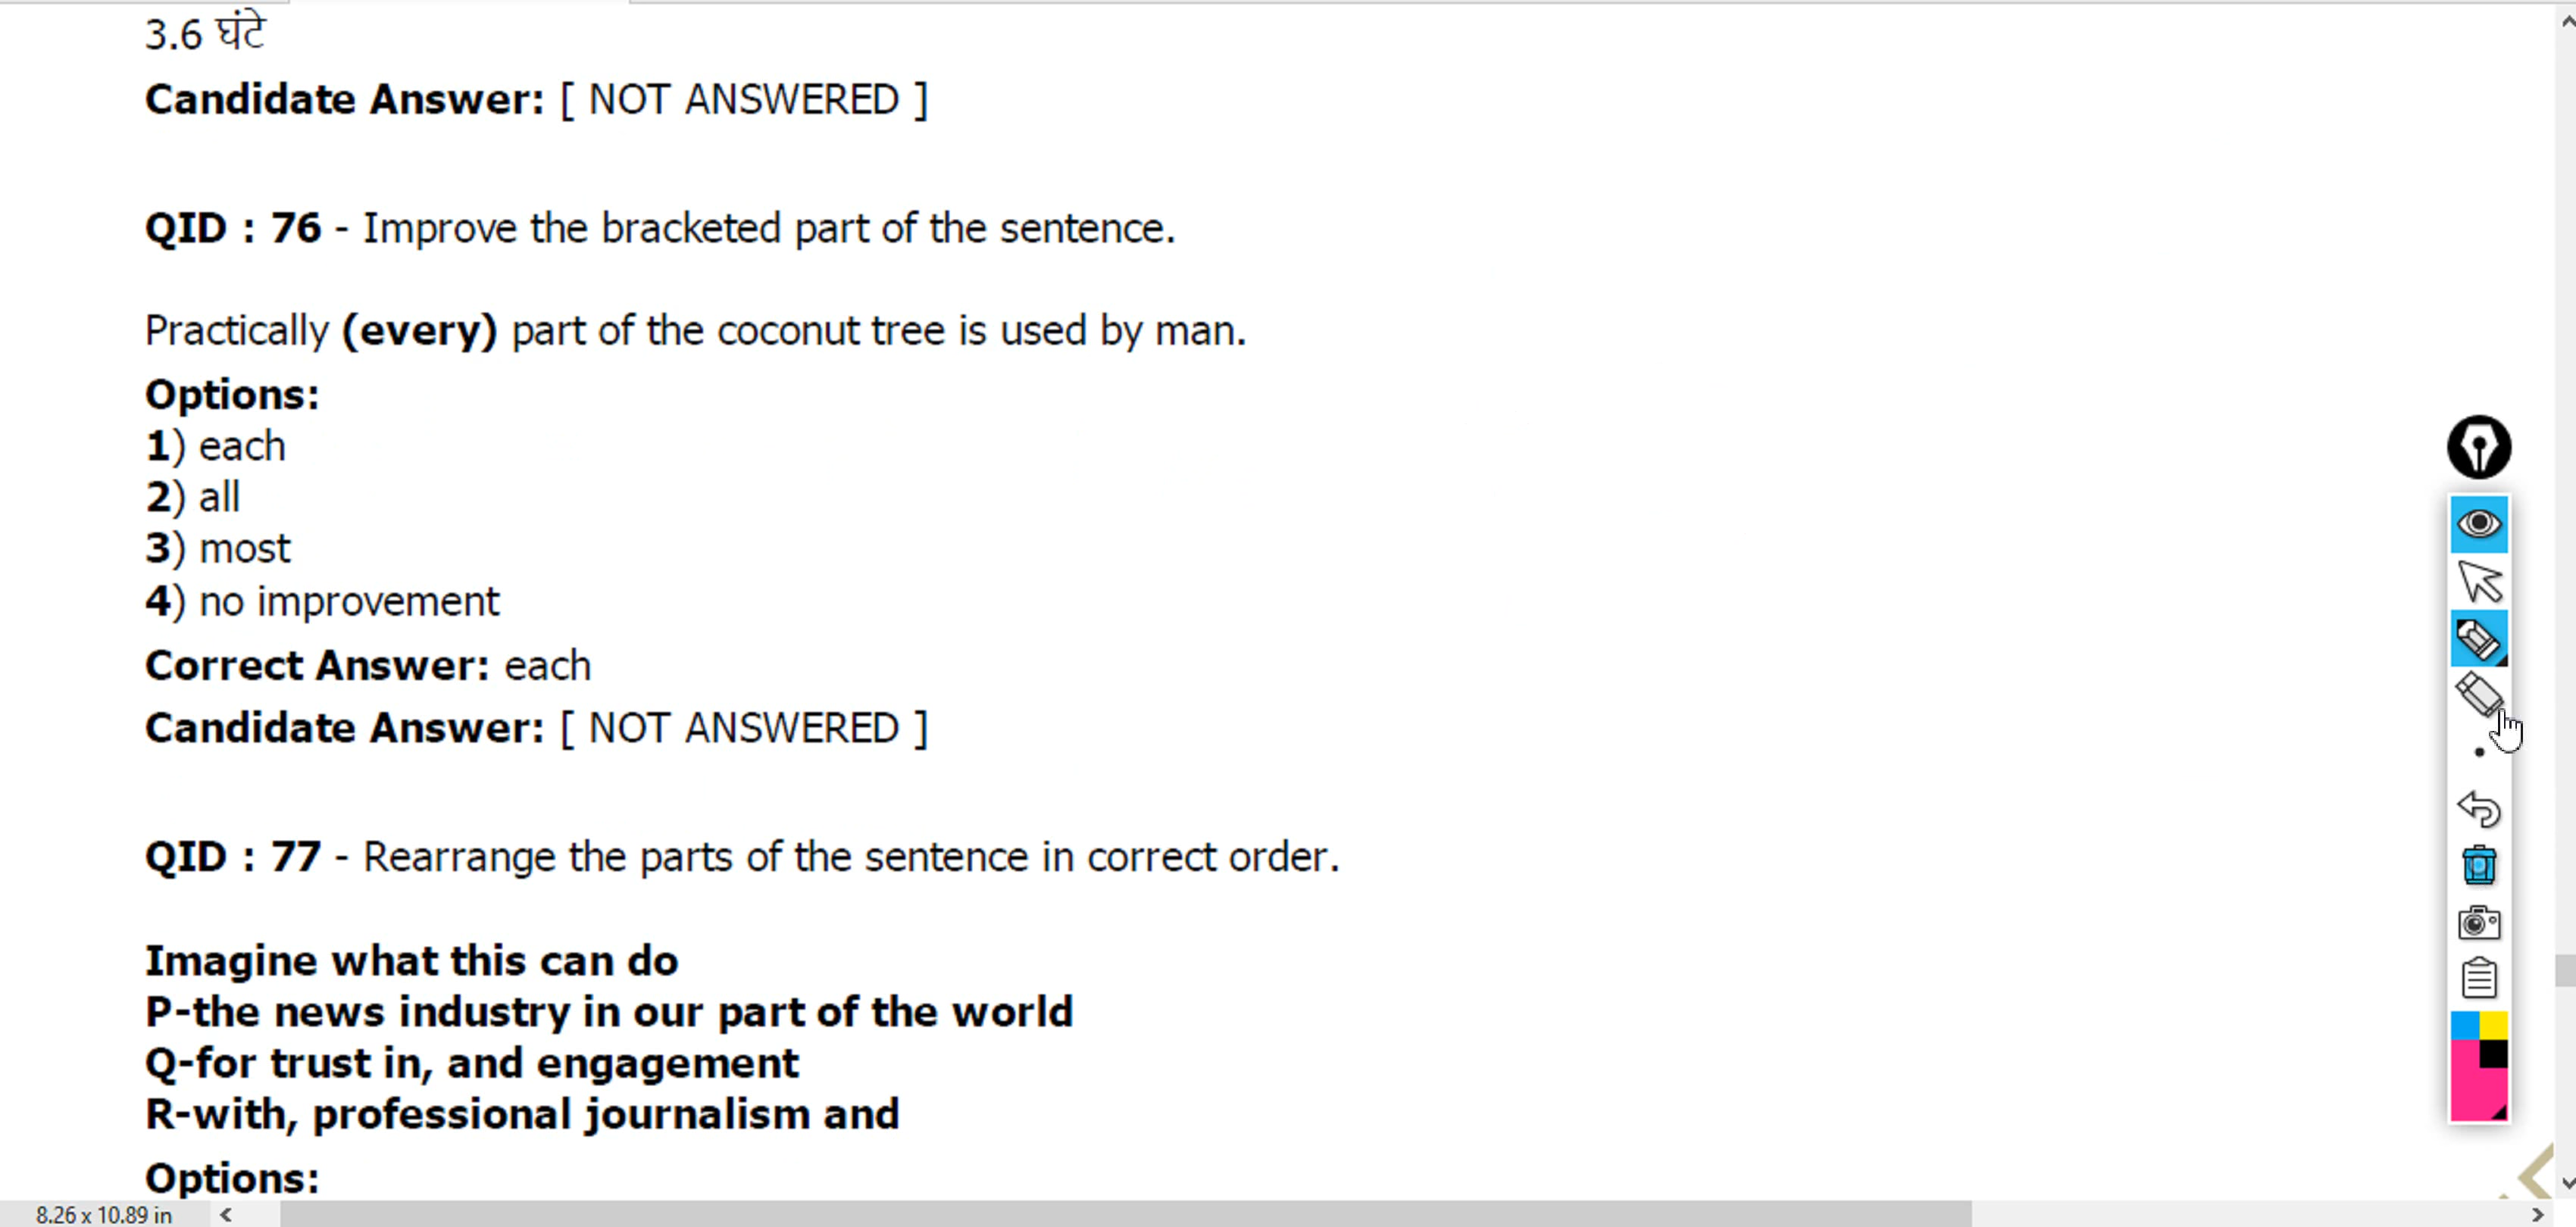 3.6 घंटे
Candidate Answer: [ NOT ANSWERED ]
QID : 76 - Improve the bracketed part of the sentence.
Practically (every) part of the coconut tree is used by man.
Options:
1) each
2) all
3) most
4) no improvement
Correct Answer: each
Candidate Answer: [ NOT ANSWERED ]
QID : 77 - Rearrange the parts of the sentence in correct order.
Imagine what this can do
P-the news industry in our part of the world
Q-for trust in, and engagement
R-with, professional journalism and
Options:
8.26 x 10.89 in